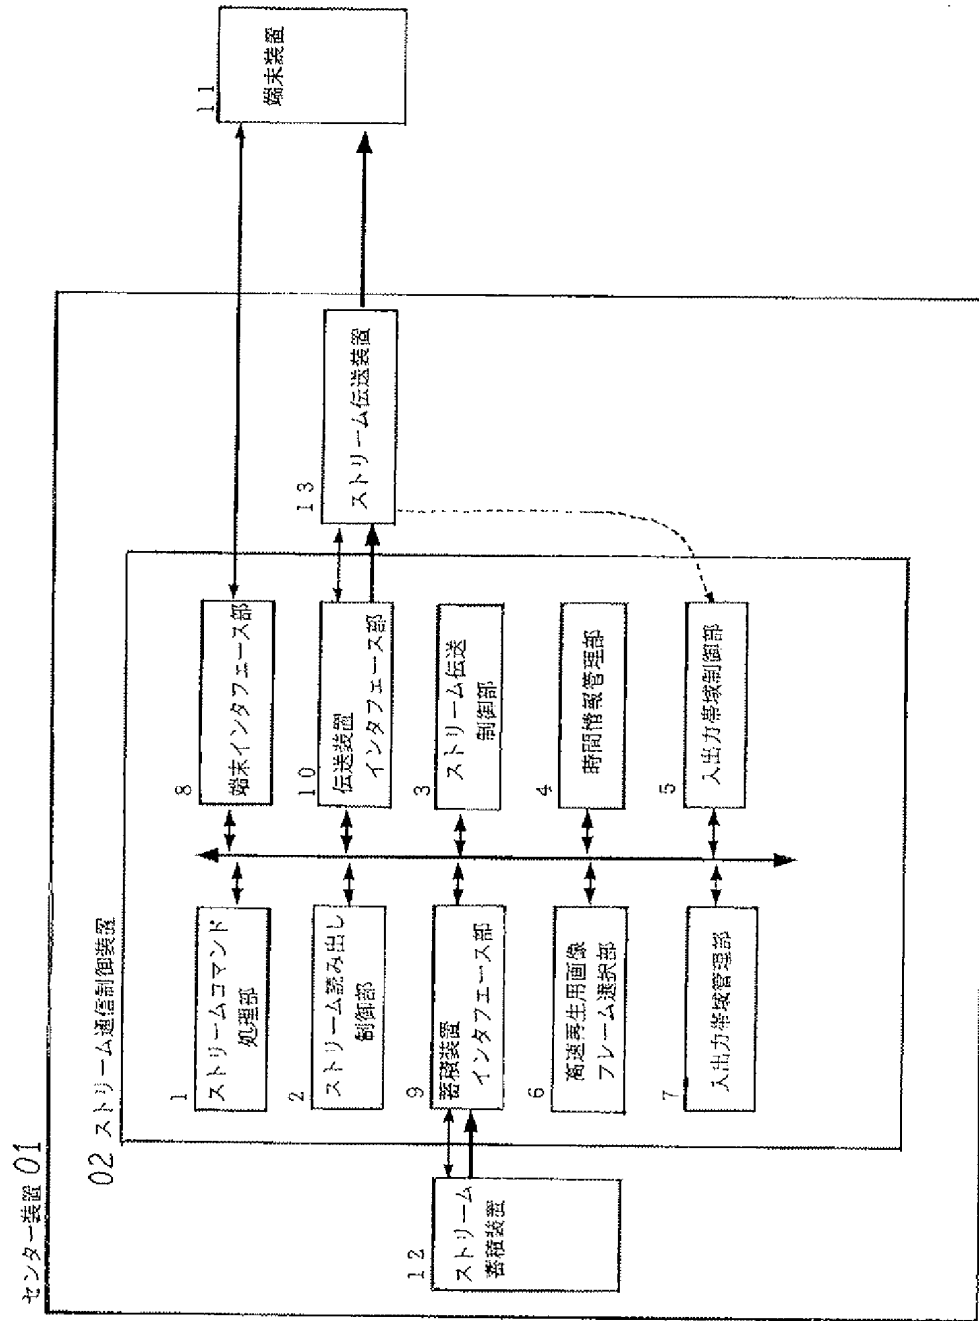 センター装置 01
02 ストリーム通信制御装置
1
ストリームコマンド
処理部
2
ストリーム読み出し
制御部
9
蓄積装置
インタフェース部
6
高速再生用画像
フレーム選択部
7
入出力帯域管理部
8
端末インタフェース部
10
伝送装置
インタフェース部
3
ストリーム伝送
制御部
4
時間情報管理部
5
入出力帯域制御部
12
ストリーム
蓄積装置
13
ストリーム伝送装置
11
端末装置